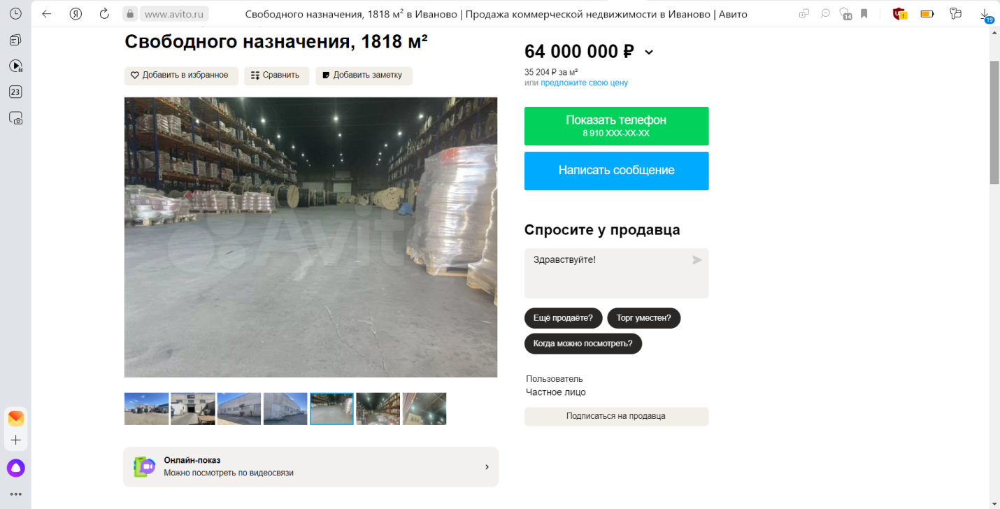 www.avito.ru
Свободного назначения, 1818 м² в Иваново | Продажа коммерческой недвижимости в Иваново | Авито
14
19
23
Свободного назначения, 1818 м²
Добавить в избранное
Сравнить
Добавить заметку
Avito
64 000 000 ₽
35 204 ₽ за м²
или предложите свою цену
Показать телефон
8 910 XXX-XX-XX
Написать сообщение
Спросите у продавца
Здравствуйте!
Ещё продаёте?
Торг уместен?
Когда можно посмотреть?
Пользователь
Частное лицо
Подписаться на продавца
Онлайн-показ
Можно посмотреть по видеосвязи